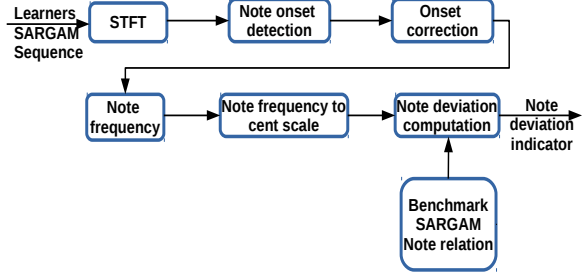 Learners
SARGAM
Sequence
STFT
Note onset
detection
Onset
correction
Note
frequency
Note frequency to
cent scale
Note deviation
computation
Note
deviation
indicator
Benchmark
SARGAM
Note relation